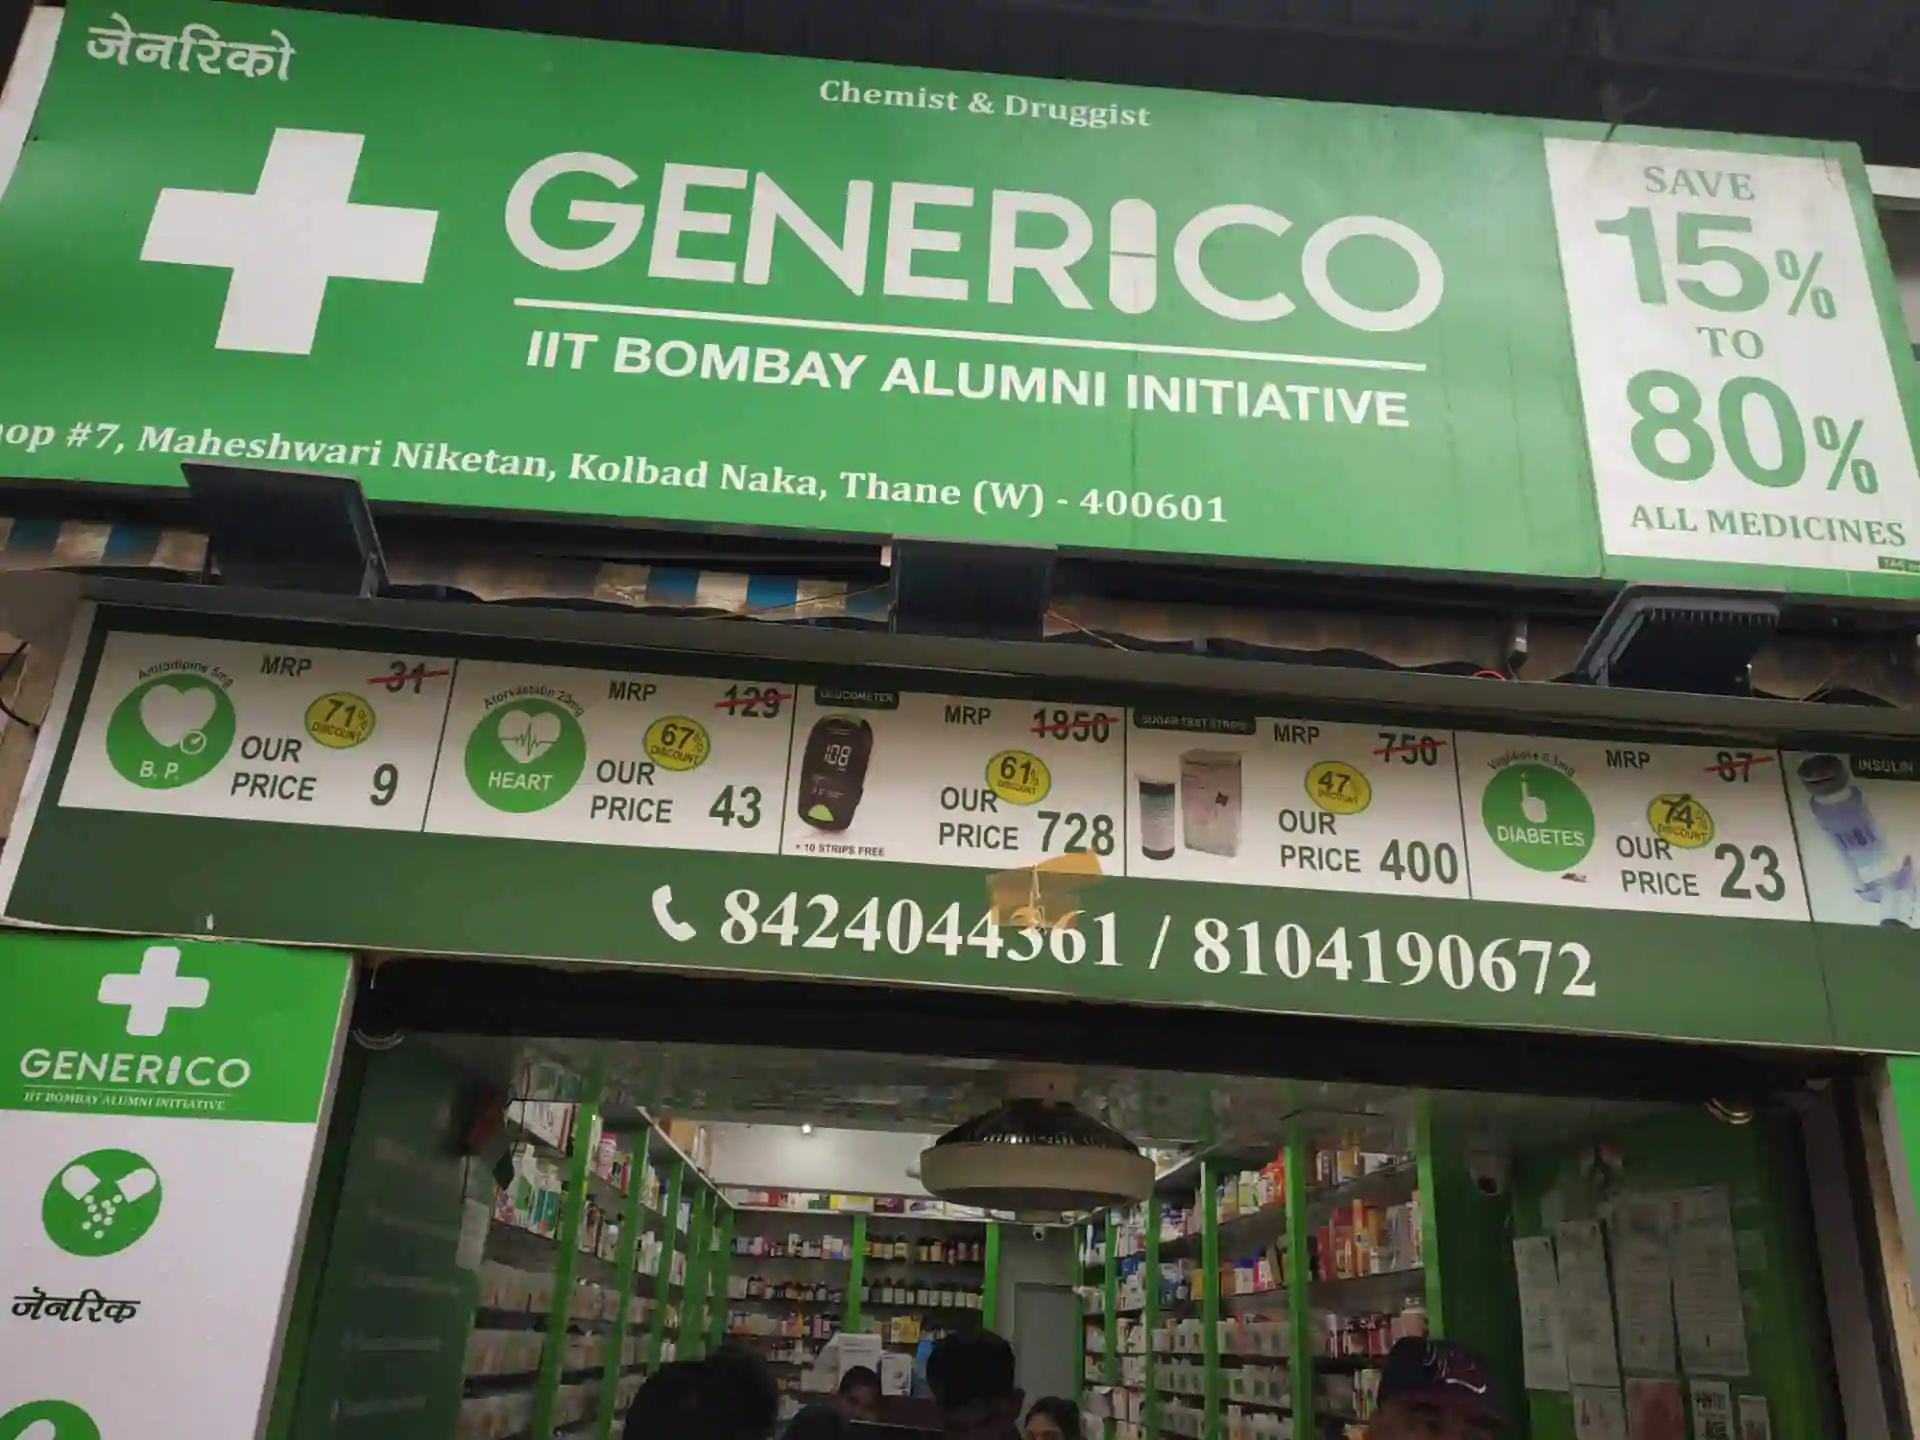 जेनरिको
Chemist & Druggist
GENERICO
IIT BOMBAY ALUMNI INITIATIVE
#7, Maheshwari Niketan, Kolbad Naka, Thane (W) - 400601
SAVE
15%
TO
80%
ALL MEDICINES
Amlodipine 5mg
B. P.
MRP 31
71% DISCOUNT
OUR
PRICE 9
Atorvastatin 20mg
HEART
MRP 129
67% DISCOUNT
OUR
PRICE 43
GLUCOMETER
108
+ 10 STRIPS FREE
MRP 1850
61% DISCOUNT
OUR
PRICE 728
SUGAR TEST STRIPS
MRP 750
47% DISCOUNT
OUR
PRICE 400
Voglibose 0.3mg
DIABETES
MRP 87
74% DISCOUNT
OUR
PRICE 23
INSULIN
8424044361 / 8104190672
GENERICO
IIT BOMBAY ALUMNI INITIATIVE
जेनरिक